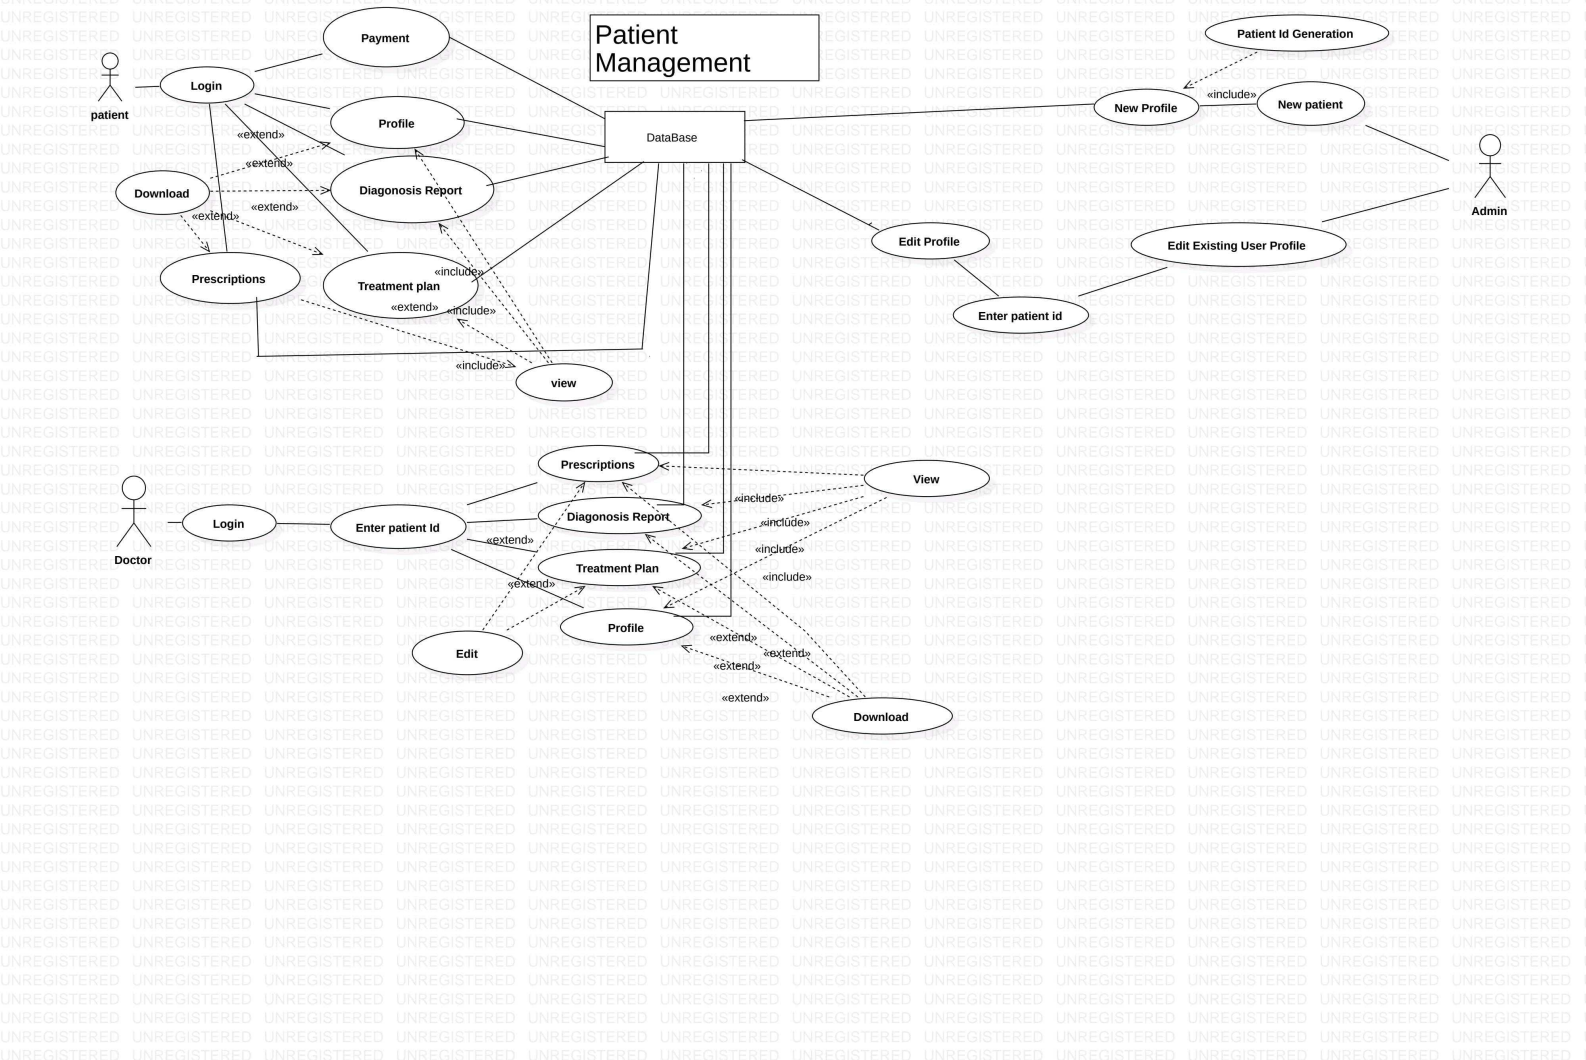 Patient
Management
Payment
Patient Id Generation
Login
patient
Profile
DataBase
«include»
New Profile
New patient
«extend»
«extend»
Download
Diagonosis Report
«extend»
«extend»
Admin
Edit Profile
Edit Existing User Profile
Prescriptions
Treatment plan
«include»
«extend»
«include»
Enter patient id
«include»
view
Prescriptions
View
«include»
Doctor
Login
Enter patient Id
Diagonosis Report
«include»
«extend»
«include»
Treatment Plan
«include»
«extend»
Profile
«extend»
Edit
«extend»
«extend»
«extend»
Download
UNREGISTERED